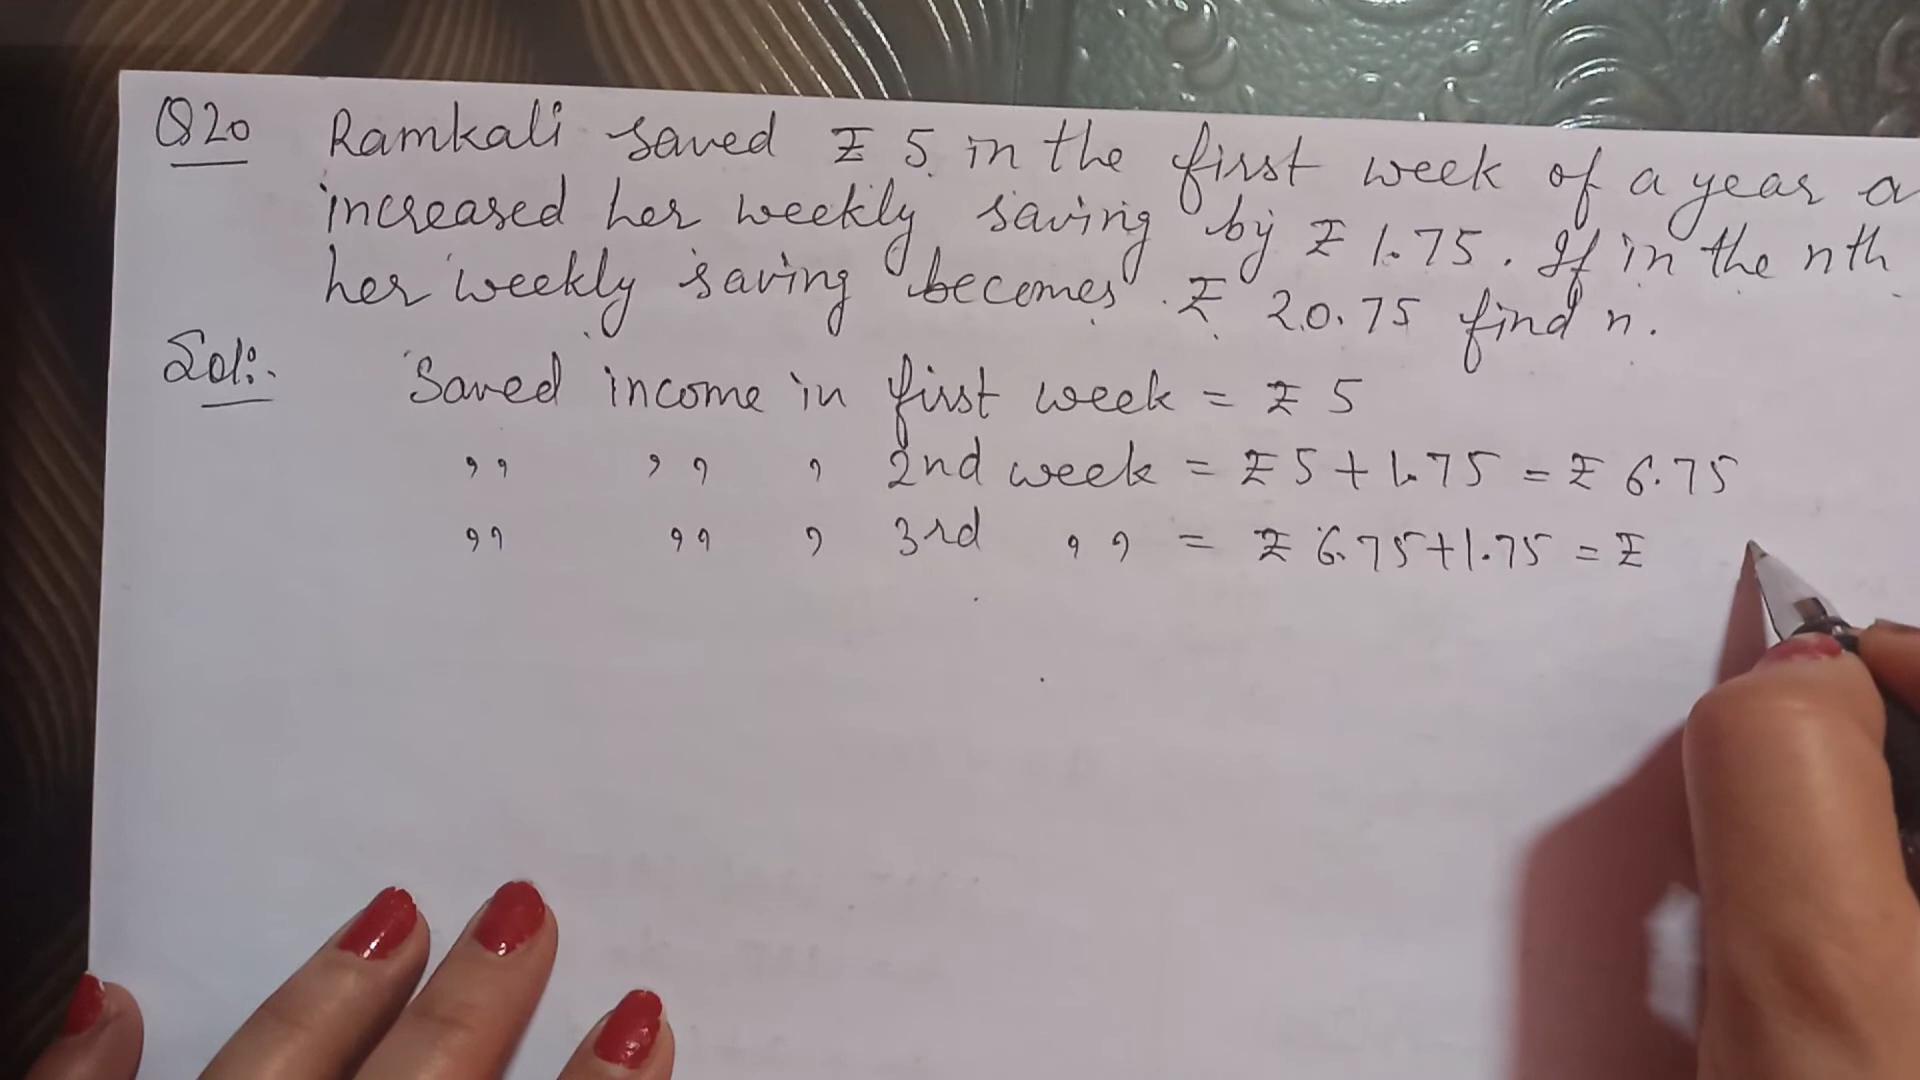 Q20 Ramkali saved ₹ 5 in the first week of a year
increased her weekly saving by ₹ 1.75. If in the nth
her weekly saving becomes ₹ 20.75 find n.
Sol:- Saved income in first week = ₹ 5
,, ,, , 2nd week = ₹ 5 + 1.75 = ₹ 6.75
,, ,, , 3rd ,, = ₹ 6.75 + 1.75 = ₹